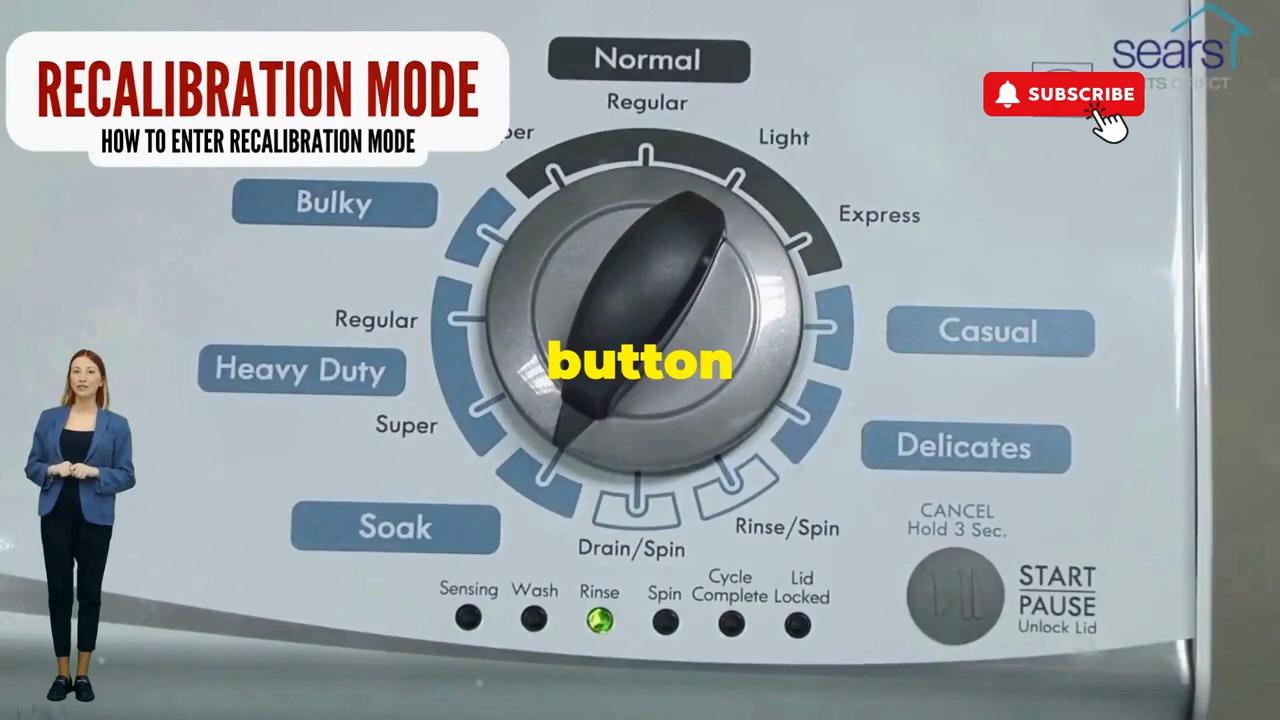 RECALIBRATION MODE
HOW TO ENTER RECALIBRATION MODE
sears
SUBSCRIBE
Normal
Regular
Light
Express
Bulky
Regular
Heavy Duty
Super
Casual
Delicates
button
Soak
Drain/Spin
Rinse/Spin
CANCEL
Hold 3 Sec.
START
PAUSE
Unlock Lid
Sensing
Wash
Rinse
Spin
Cycle
Complete
Lid
Locked